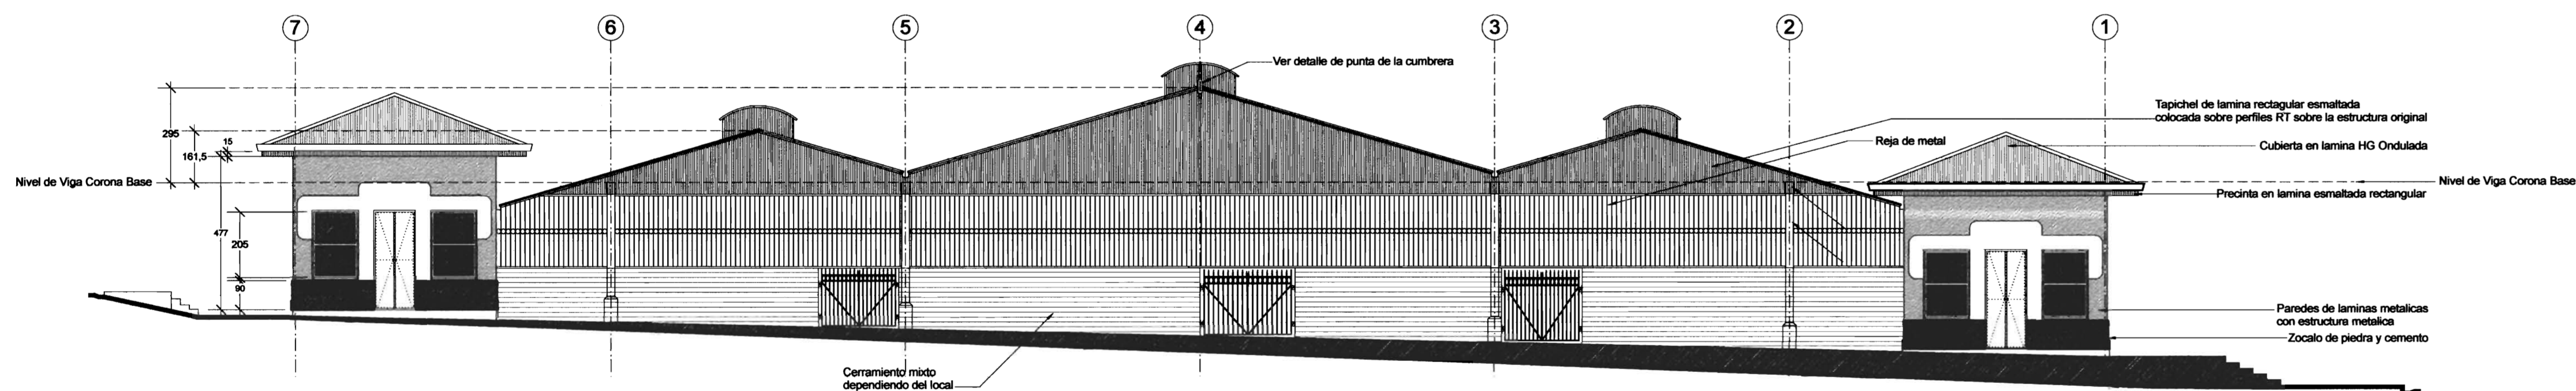 7
6
5
4
3
2
1
Ver detalle de punta de la cumbrera
Tapichel de lamina rectagular esmaltada
colocada sobre perfiles RT sobre la estructura original
Reja de metal
Cubierta en lamina HG Ondulada
295
15
161,5
Nivel de Viga Corona Base
Nivel de Viga Corona Base
Precinta en lamina esmaltada rectangular
477
205
90
Paredes de laminas metalicas
con estructura metalica
Zocalo de piedra y cemento
Cerramiento mixto
dependiendo del local